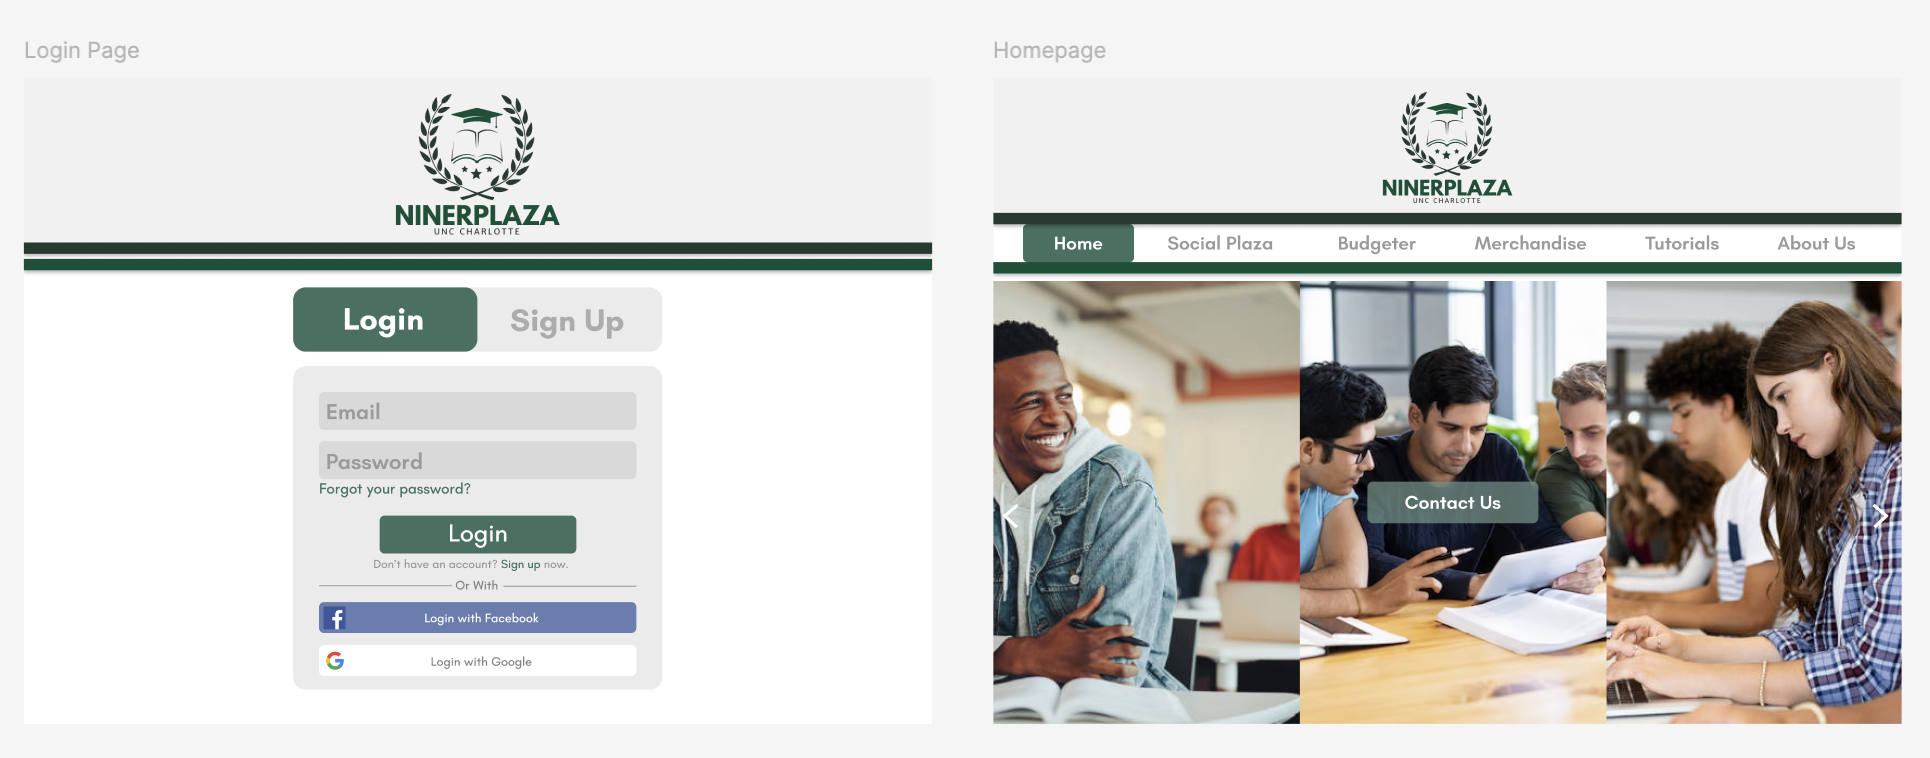 Login Page
NINERPLAZA
UNC CHARLOTTE
Login
Sign Up
Email
Password
Forgot your password?
Login
Don't have an account? Sign up now.
Or With
f
Login with Facebook
G
Login with Google
Homepage
NINERPLAZA
UNC CHARLOTTE
Home
Social Plaza
Budgeter
Merchandise
Tutorials
About Us
Contact Us